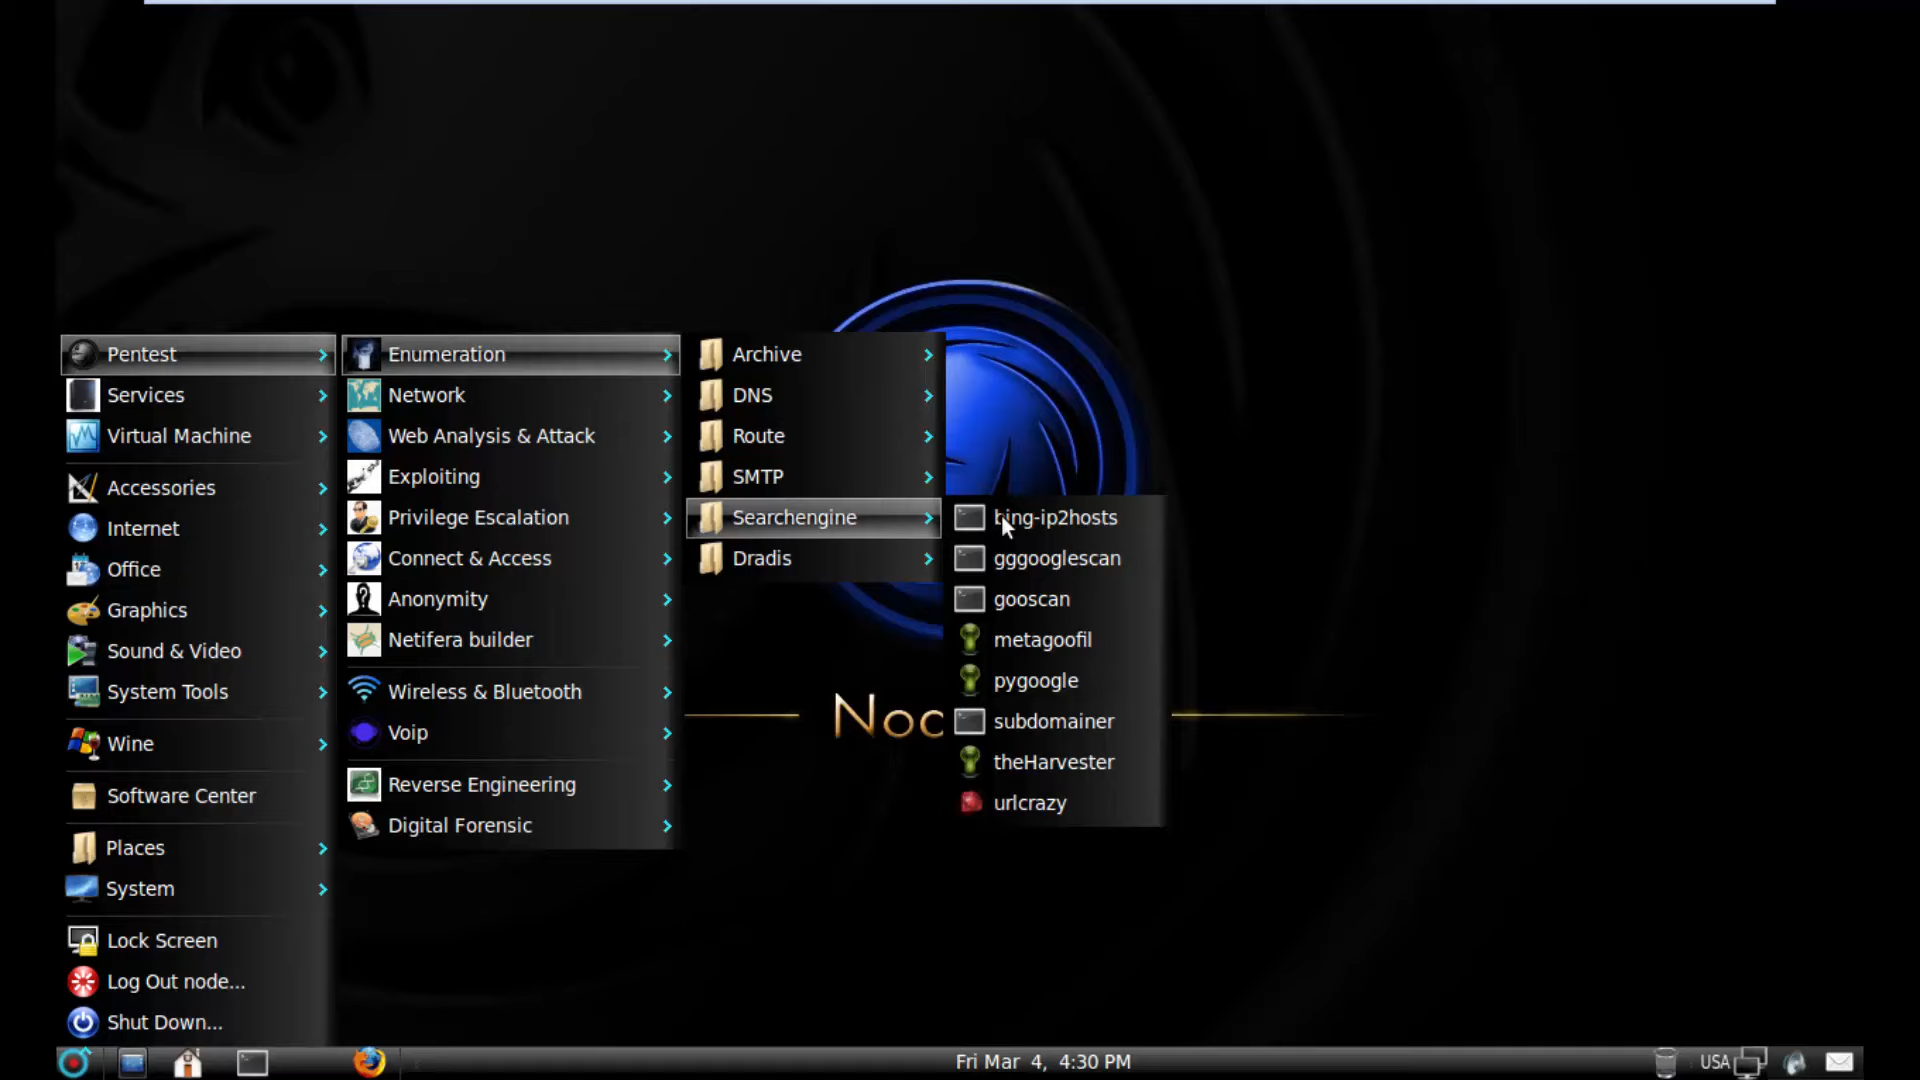 Pentest
Services
Virtual Machine
Accessories
Internet
Office
Graphics
Sound & Video
System Tools
Wine
Software Center
Places
System
Lock Screen
Log Out node...
Shut Down...
Enumeration
Network
Web Analysis & Attack
Exploiting
Privilege Escalation
Connect & Access
Anonymity
Netifera builder
Wireless & Bluetooth
Voip
Reverse Engineering
Digital Forensic
Archive
DNS
Route
SMTP
Searchengine
Dradis
bing-ip2hosts
gggooglescan
gooscan
metagoofil
pygoogle
subdomainer
theHarvester
urlcrazy
Noc
Fri Mar 4, 4:30 PM
USA